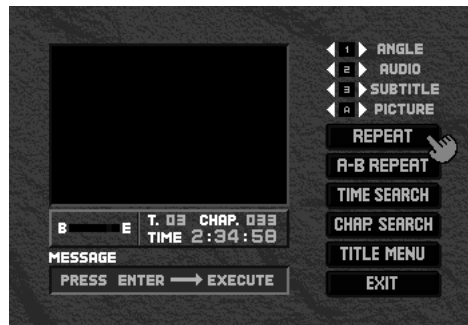 1 ANGLE
2 AUDIO
3 SUBTITLE
A PICTURE
REPEAT
A-B REPEAT
TIME SEARCH
CHAP. SEARCH
TITLE MENU
EXIT
B E
T. 03 CHAP. 033
TIME 2:34:58
MESSAGE
PRESS ENTER → EXECUTE